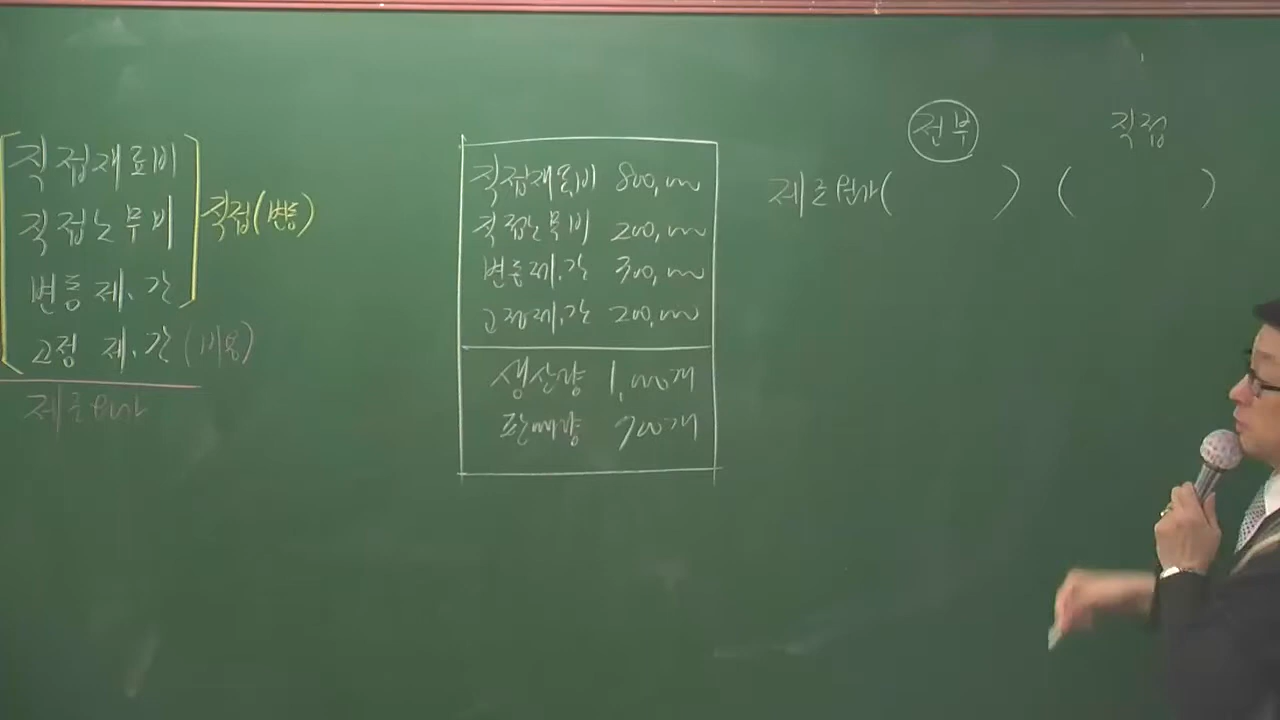 직접재료비
직접노무비
변동 제.간
고정 제.간 (비용)
제조원가
직접(변동)
직접재료비 800,000
직접노무비 200,000
변동제.간 300,000
고정제.간 200,000
생산량 1,000개
판매량 700개
전부 직접
제조원가( ) ( )